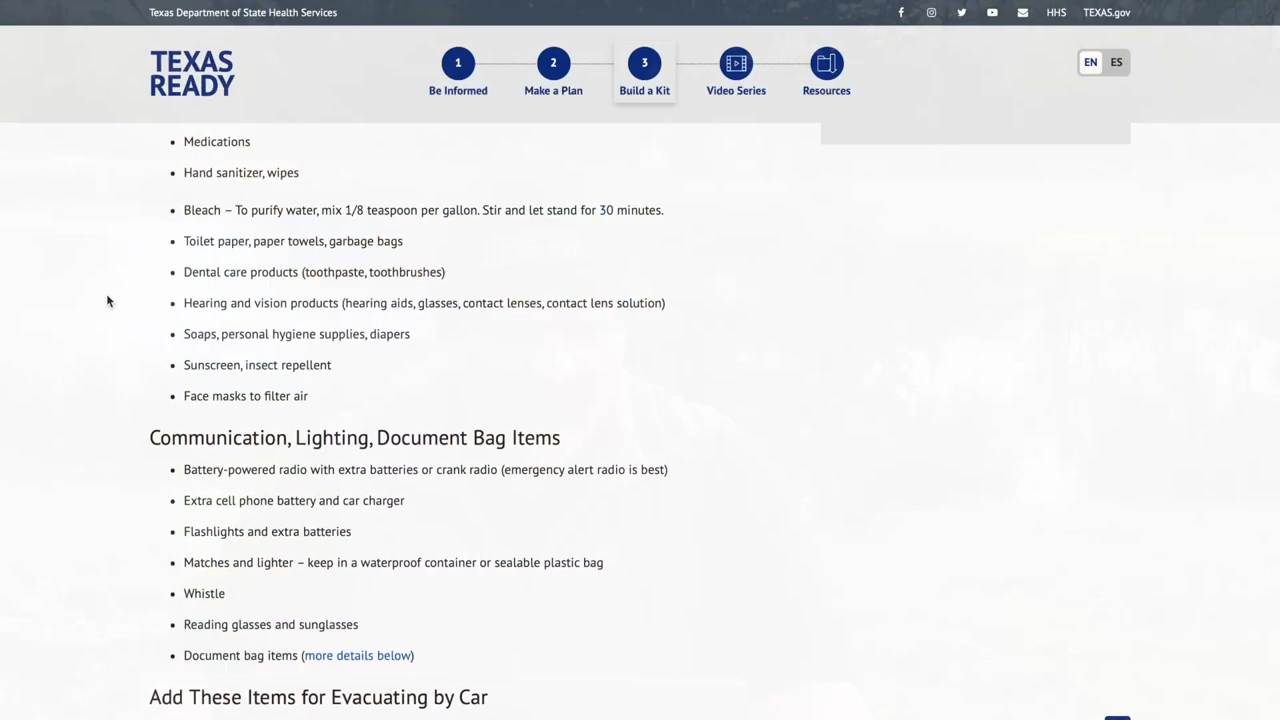 Texas Department of State Health Services
HHS
TEXAS.gov
TEXAS
READY
1
2
3
Be Informed
Make a Plan
Build a Kit
Video Series
Resources
EN
ES
Medications
Hand sanitizer, wipes
Bleach – To purify water, mix 1/8 teaspoon per gallon. Stir and let stand for 30 minutes.
Toilet paper, paper towels, garbage bags
Dental care products (toothpaste, toothbrushes)
Hearing and vision products (hearing aids, glasses, contact lenses, contact lens solution)
Soaps, personal hygiene supplies, diapers
Sunscreen, insect repellent
Face masks to filter air
Communication, Lighting, Document Bag Items
Battery-powered radio with extra batteries or crank radio (emergency alert radio is best)
Extra cell phone battery and car charger
Flashlights and extra batteries
Matches and lighter – keep in a waterproof container or sealable plastic bag
Whistle
Reading glasses and sunglasses
Document bag items (more details below)
Add These Items for Evacuating by Car